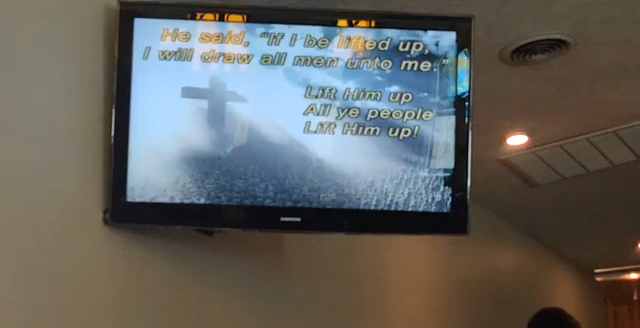 He said, "If I be lifted up,
I will draw all men unto me."
Lift Him up
All ye people
Lift Him up!
SAMSUNG